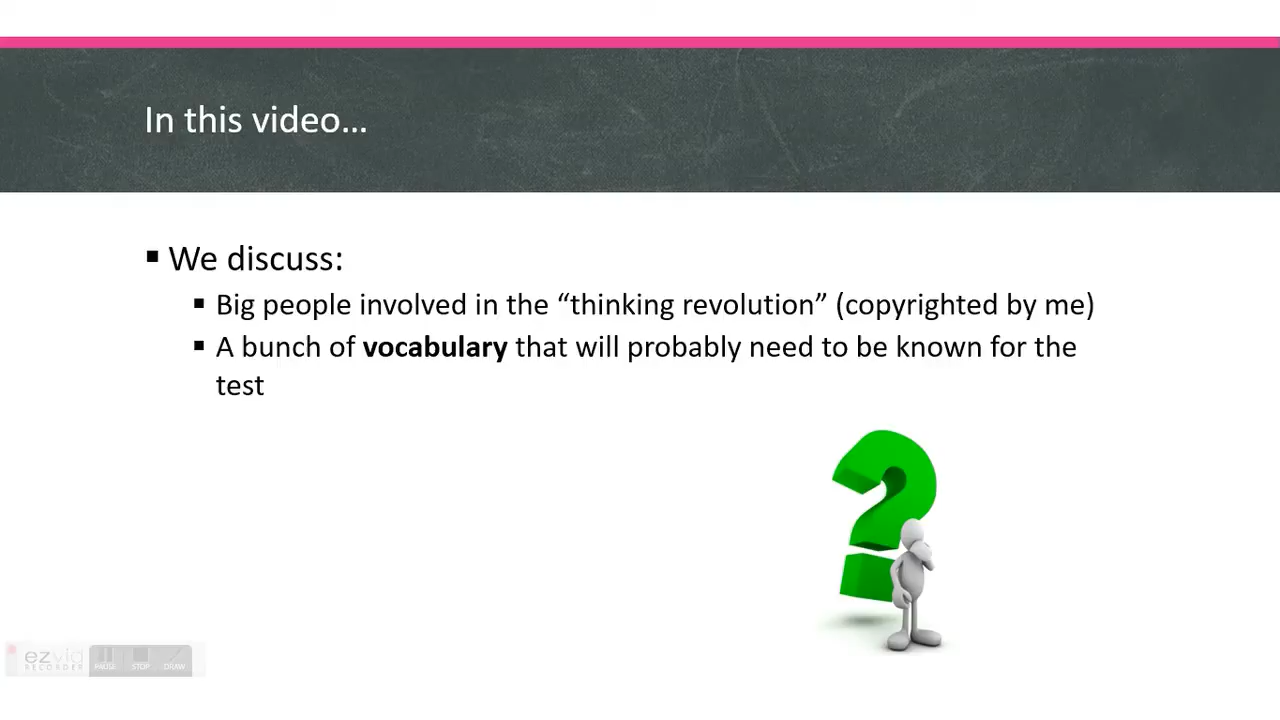 In this video…
▪ We discuss:
▪ Big people involved in the “thinking revolution” (copyrighted by me)
▪ A bunch of vocabulary that will probably need to be known for the
test
ezvid
RECORDER
PAUSE STOP DRAW